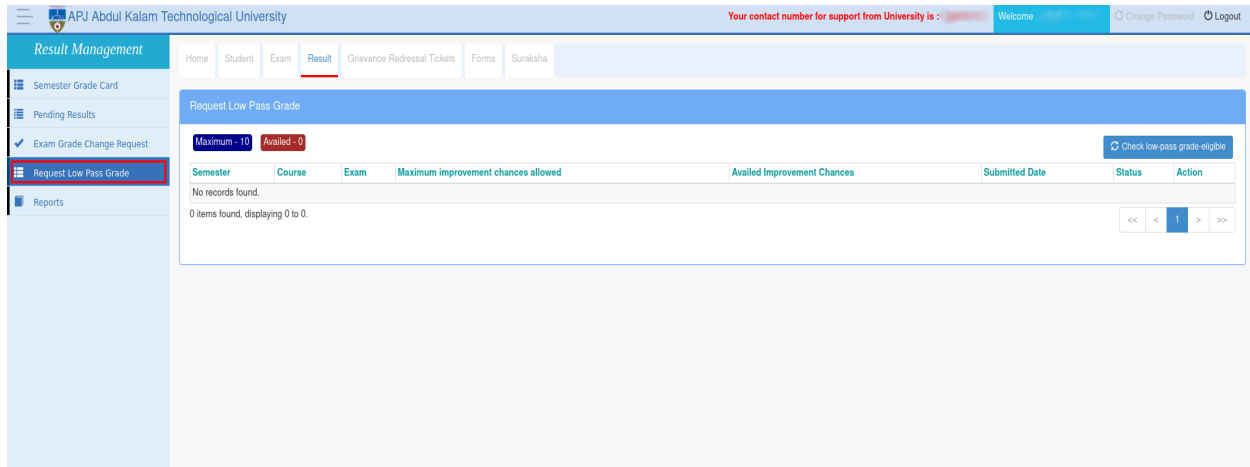 APJ Abdul Kalam Technological University
Your contact number for support from University is :
Welcome
Change Password
Logout
Result Management
Home Student Exam Result Grievance Redressal Tickets Forms Suraksha
Semester Grade Card
Pending Results
Exam Grade Change Request
Request Low Pass Grade
Reports
Request Low Pass Grade
Maximum - 10 Availed - 0
Check low-pass grade-eligible
Semester Course Exam Maximum improvement chances allowed Availed Improvement Chances Submitted Date Status Action
No records found.
0 items found, displaying 0 to 0.
<< < 1 > >>